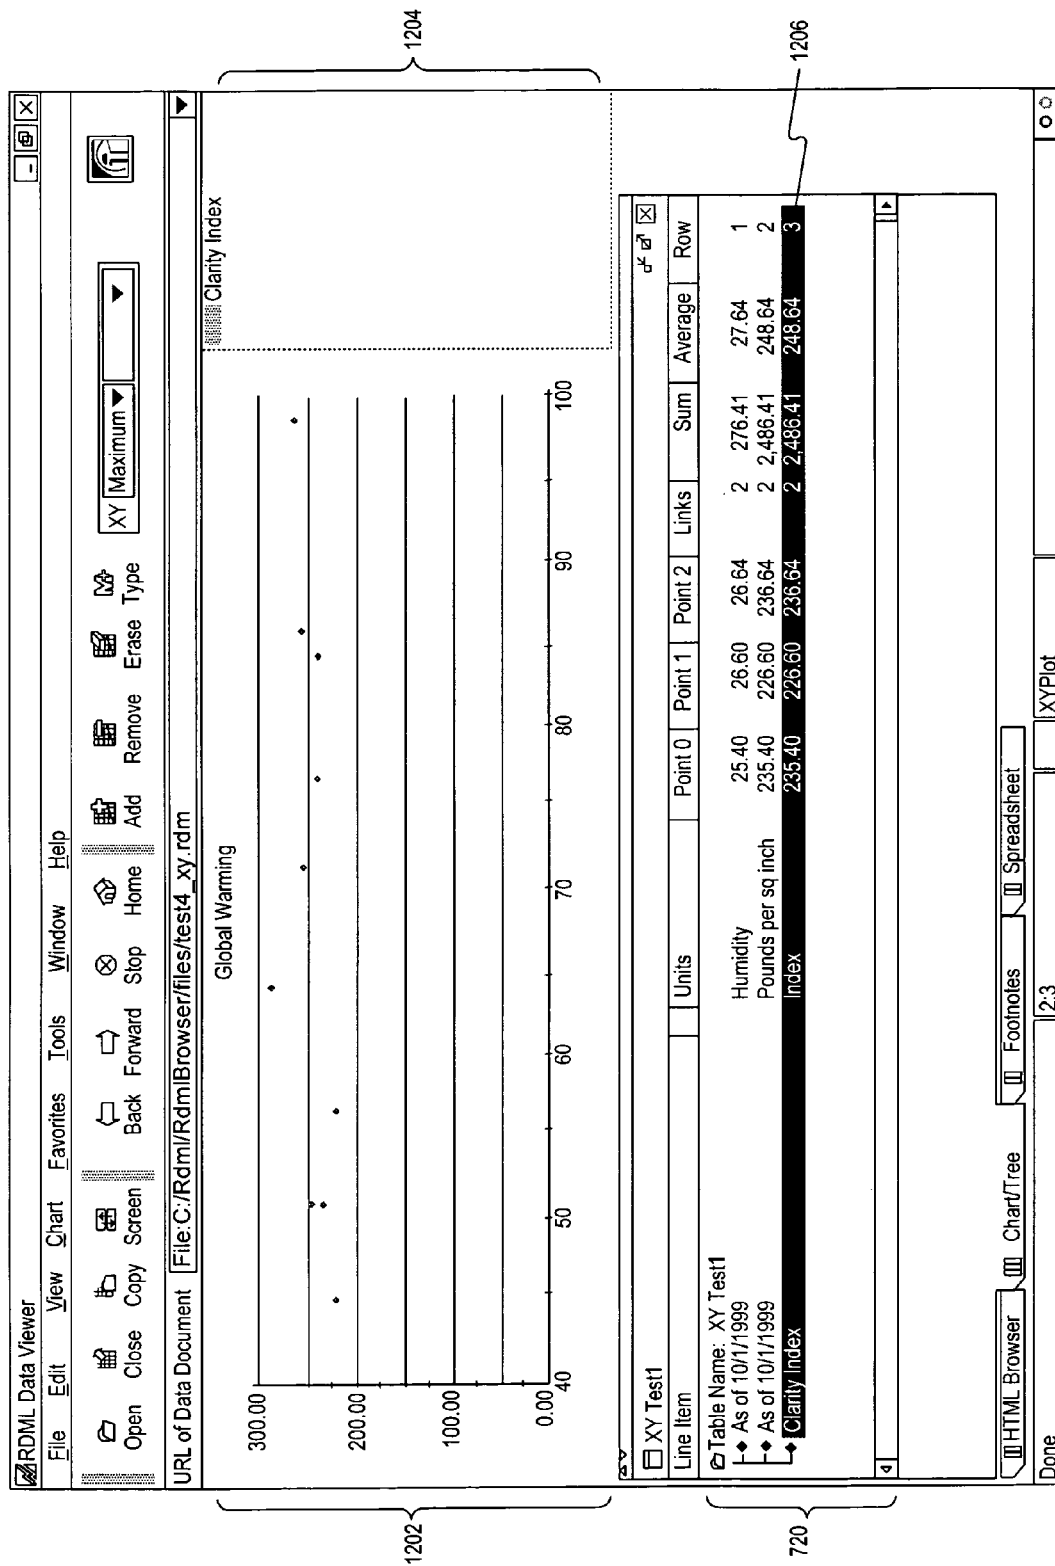 RDML Data Viewer
File Edit View Chart Favorites Tools Window Help
Open Close Copy Screen Back Forward Stop Home Add Remove Erase Type XY Maximum
URL of Data Document File:C:/Rdml/RdmlBrowser/files/test4_xy.rdm
Global Warming
Clarity Index
300.00
200.00
100.00
0.00
40 50 60 70 80 90 100
1202
1204
XY Test1
Line Item Units Point 0 Point 1 Point 2 Links Sum Average Row
Table Name: XY Test1
As of 10/1/1999 Humidity 25.40 26.60 26.64 2 276.41 27.64 1
As of 10/1/1999 Pounds per sq inch 235.40 226.60 236.64 2 2,486.41 248.64 2
Clarity Index Index 235.40 226.60 236.64 2 2,486.41 248.64 3
720
1206
HTML Browser Chart/Tree Footnotes Spreadsheet
Done 2:3 XYPlot